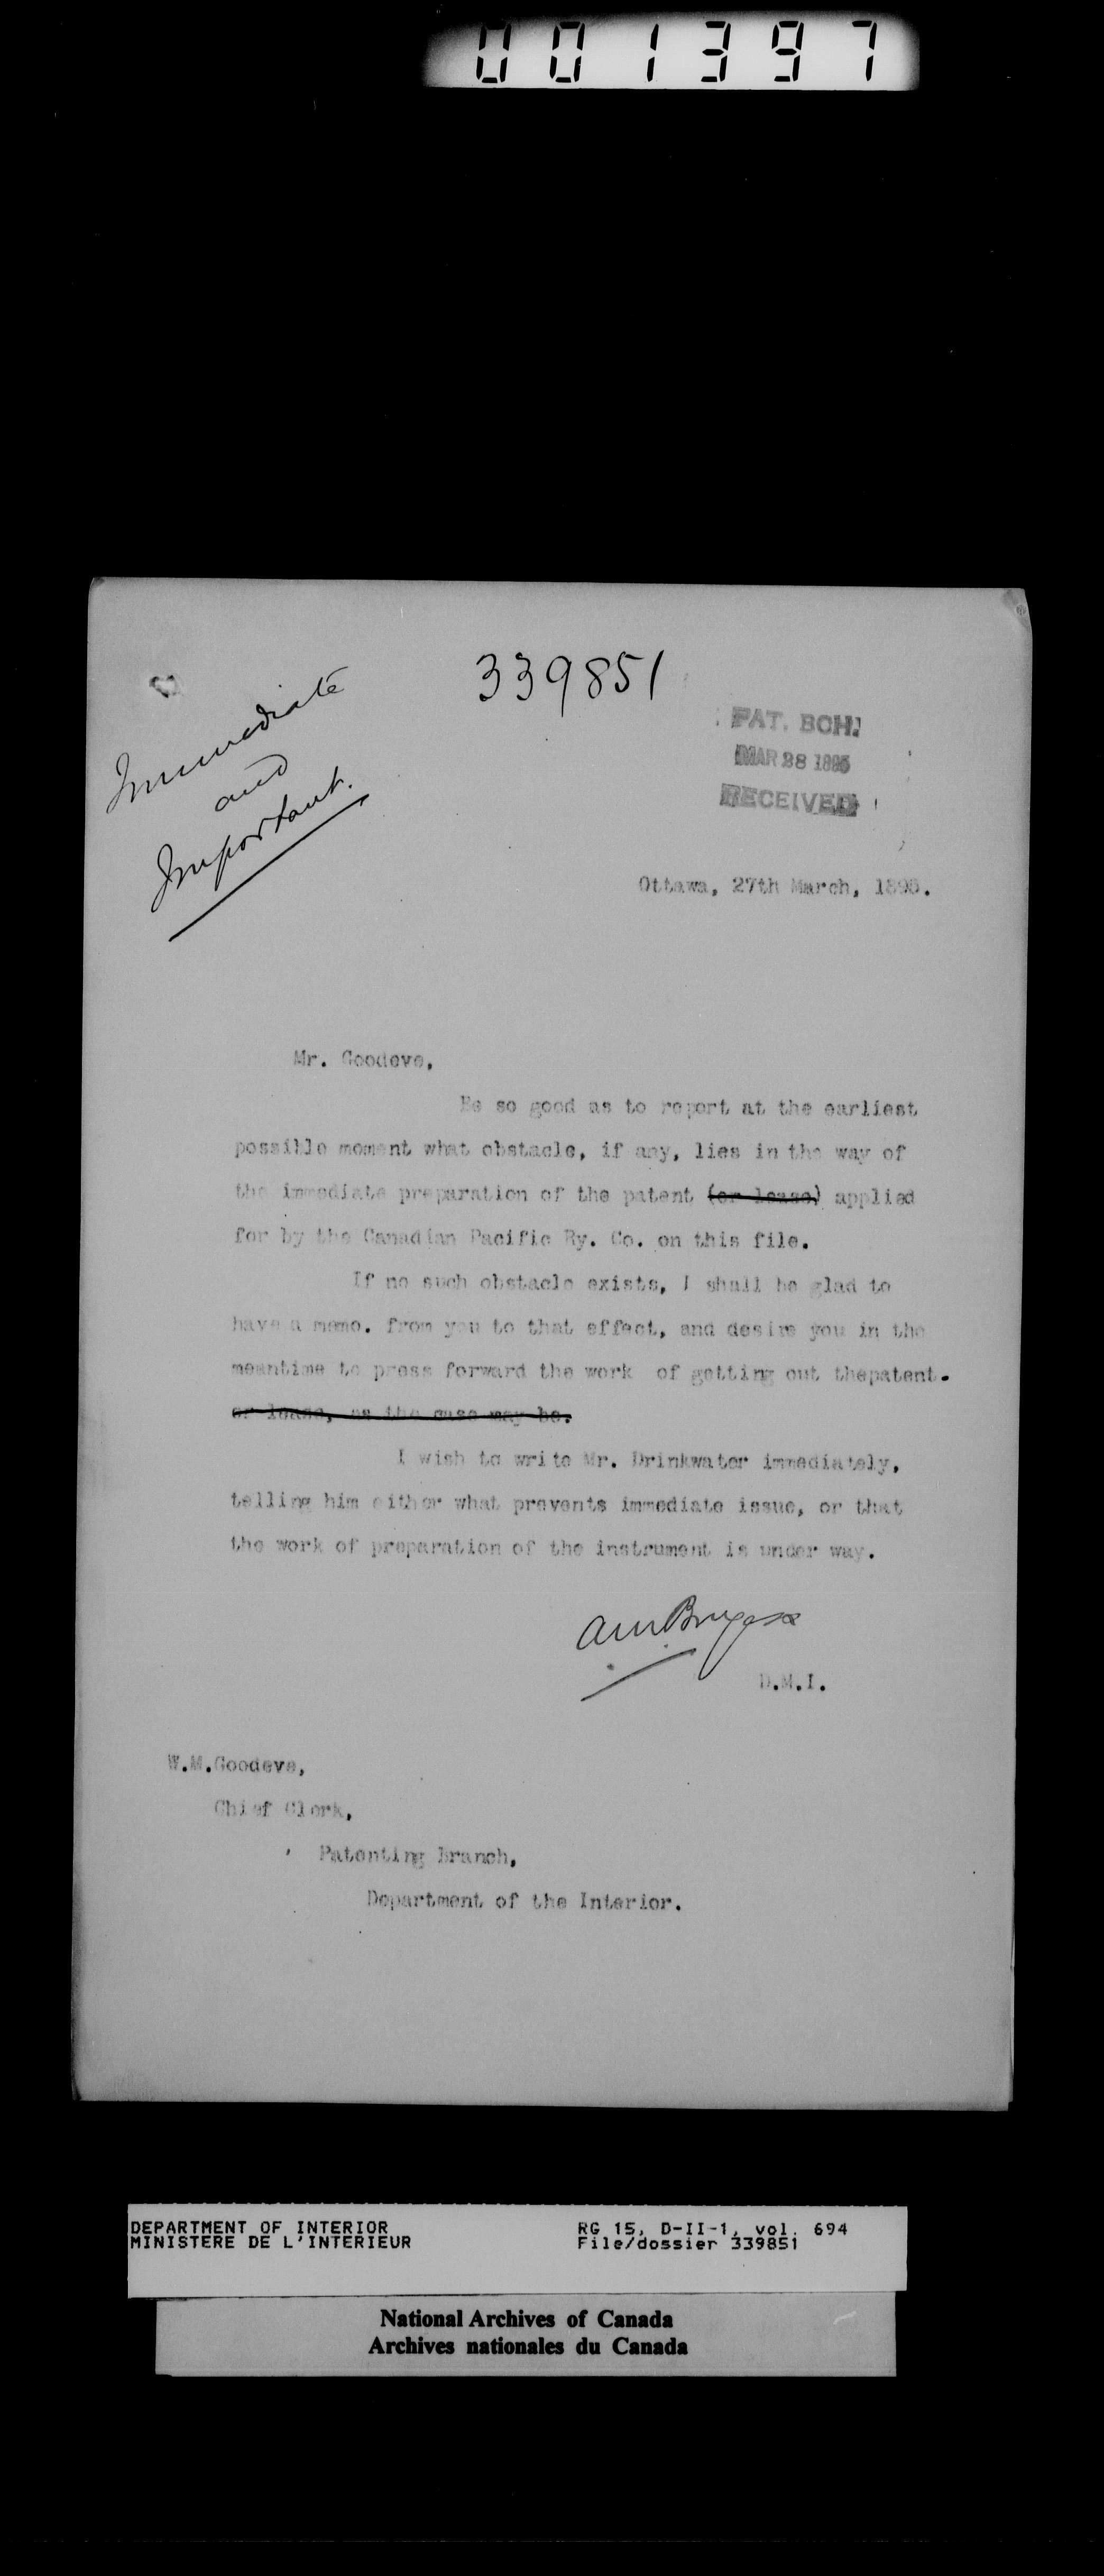 001397
339851
Immediate
and
Important.
PAT. BCH.
MAR 28 1895
RECEIVED
Ottawa, 27th March, 1895.
Mr. Goodeve,
Be so good as to report at the earliest
possible moment what obstacle, if any, lies in the way of
the immediate preparation of the patent (or lease) applied
for by the Canadian Pacific Ry. Co. on this file.
If no such obstacle exists, I shall be glad to
have a memo. from you to that effect, and desire you in the
meantime to press forward the work of getting out thepatent.
or lease, as the case may be.
I wish to write Mr. Drinkwater immediately,
telling him either what prevents immediate issue, or that
the work of preparation of the instrument is under way.
D.M.I.
W.M.Goodeve,
Chief Clerk,
Patenting Branch,
Department of the Interior.
DEPARTMENT OF INTERIOR
MINISTERE DE L'INTERIEUR
RG 15, D-II-1, vol. 694
File/dossier 339851
National Archives of Canada
Archives nationales du Canada